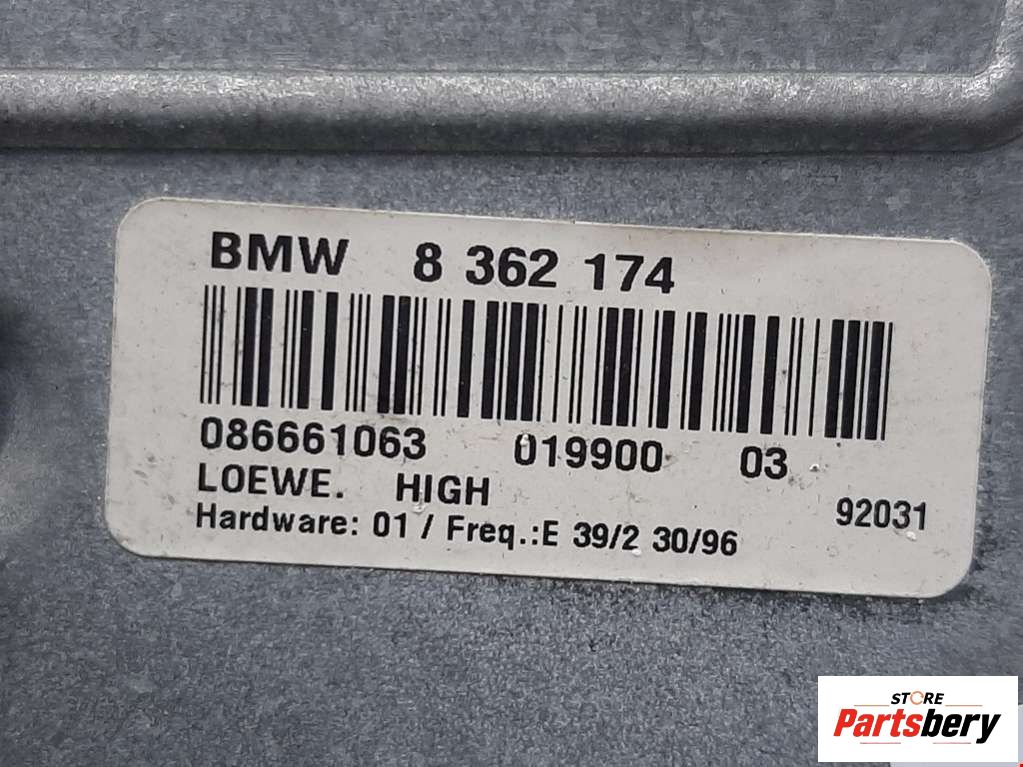 BMW 8 362 174
086661063 019900 03
LOEWE. HIGH 92031
Hardware: 01 / Freq.:E 39/2 30/96
STORE
Partsbery